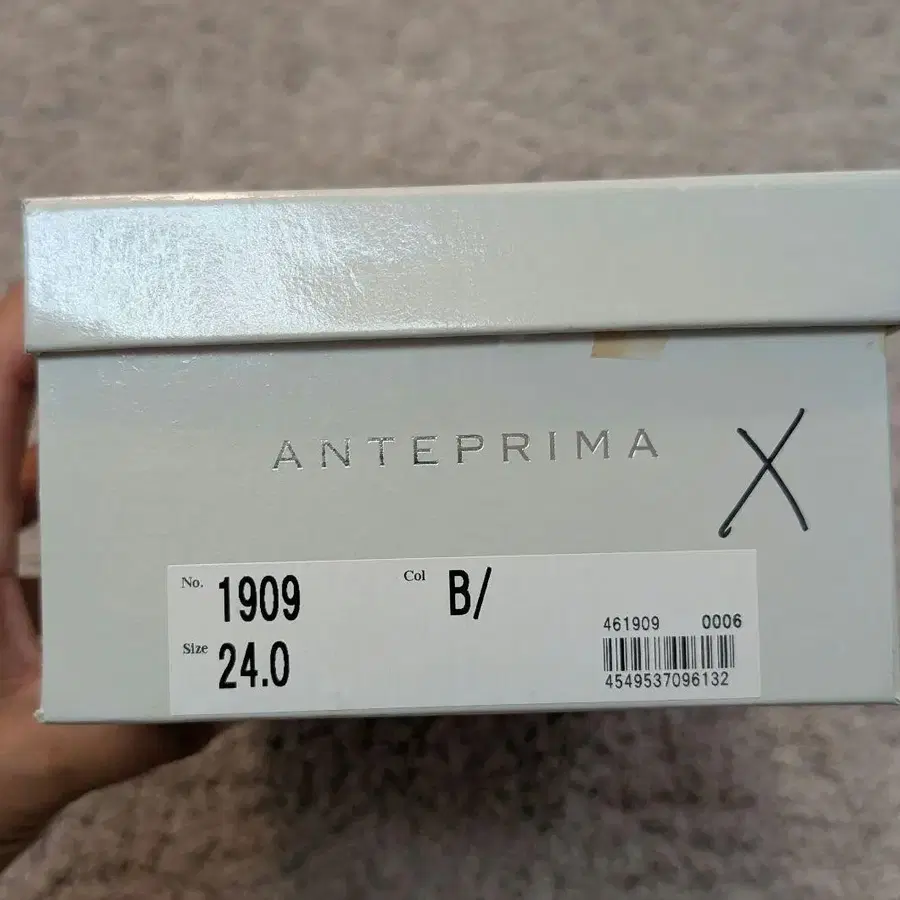 ANTEPRIMA
X
No. 1909 Col B/
Size 24.0
461909 0006
4549537096132